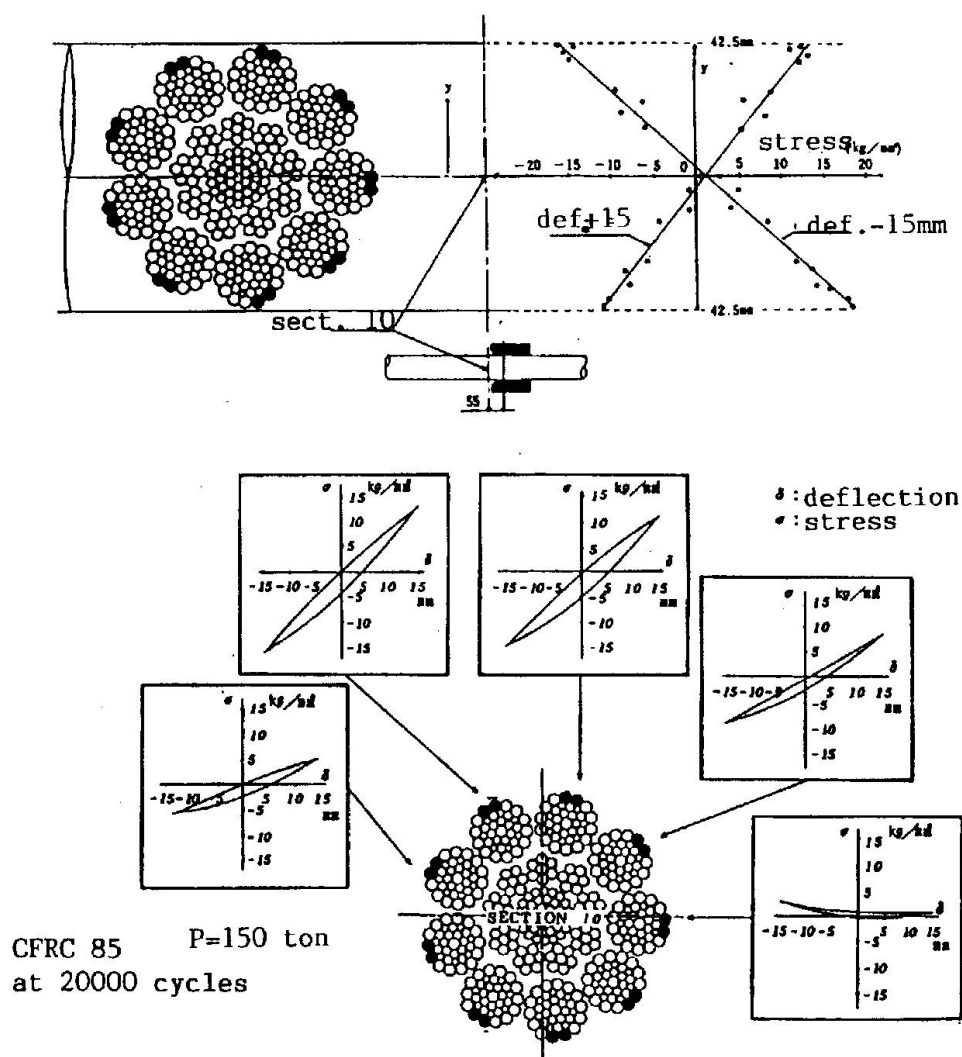 42.5mm
y
y
stress (kg/mm²)
-20 -15 -10 -5 0 5 10 15 20
def.+15
def.-15mm
42.5mm
sect. 10
55
σ kg/mm²
15
10
5
-15 -10 -5 5 10 15 δ
mm
-5
-10
-15
σ kg/mm²
15
10
5
-15 -10 -5 5 10 15 δ
mm
-5
-10
-15
δ : deflection
σ : stress
σ kg/mm²
15
10
5
δ
-15 -10 -5 5 10 15
mm
-5
-10
-15
σ kg/mm²
15
10
5
δ
-15 -10 5 5 10 15
mm
-5
-10
-15
σ kg/mm²
15
10
5
δ
-15 -10 -5 5 10 15
mm
-5
-10
-15
SECTION 10
CFRC 85 P=150 ton
at 20000 cycles